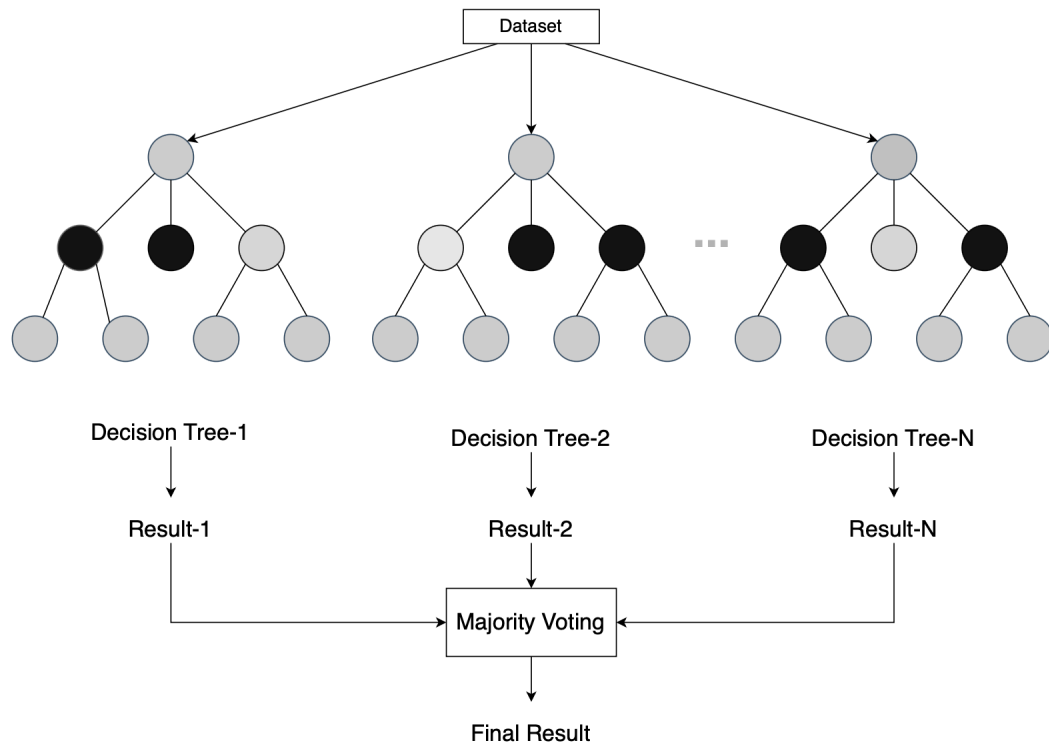 Dataset
Decision Tree-1
Decision Tree-2
Decision Tree-N
Result-1
Result-2
Result-N
Majority Voting
Final Result